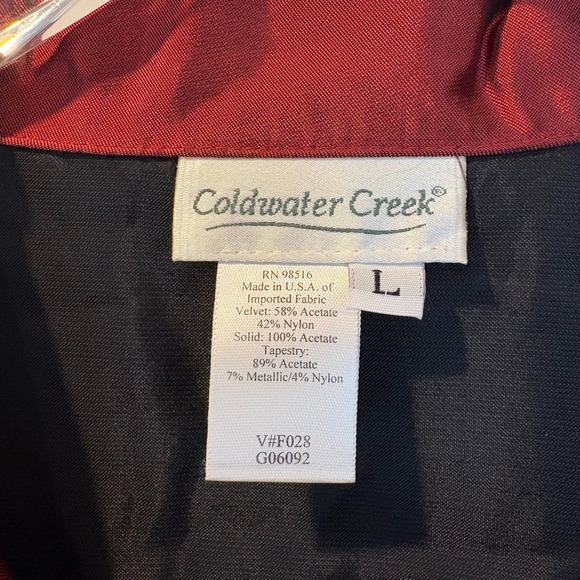 Coldwater Creek®
L
RN 98516
Made in U.S.A. of
Imported Fabric
Velvet: 58% Acetate
42% Nylon
Solid: 100% Acetate
Tapestry:
89% Acetate
7% Metallic/4% Nylon
V#F028
G06092